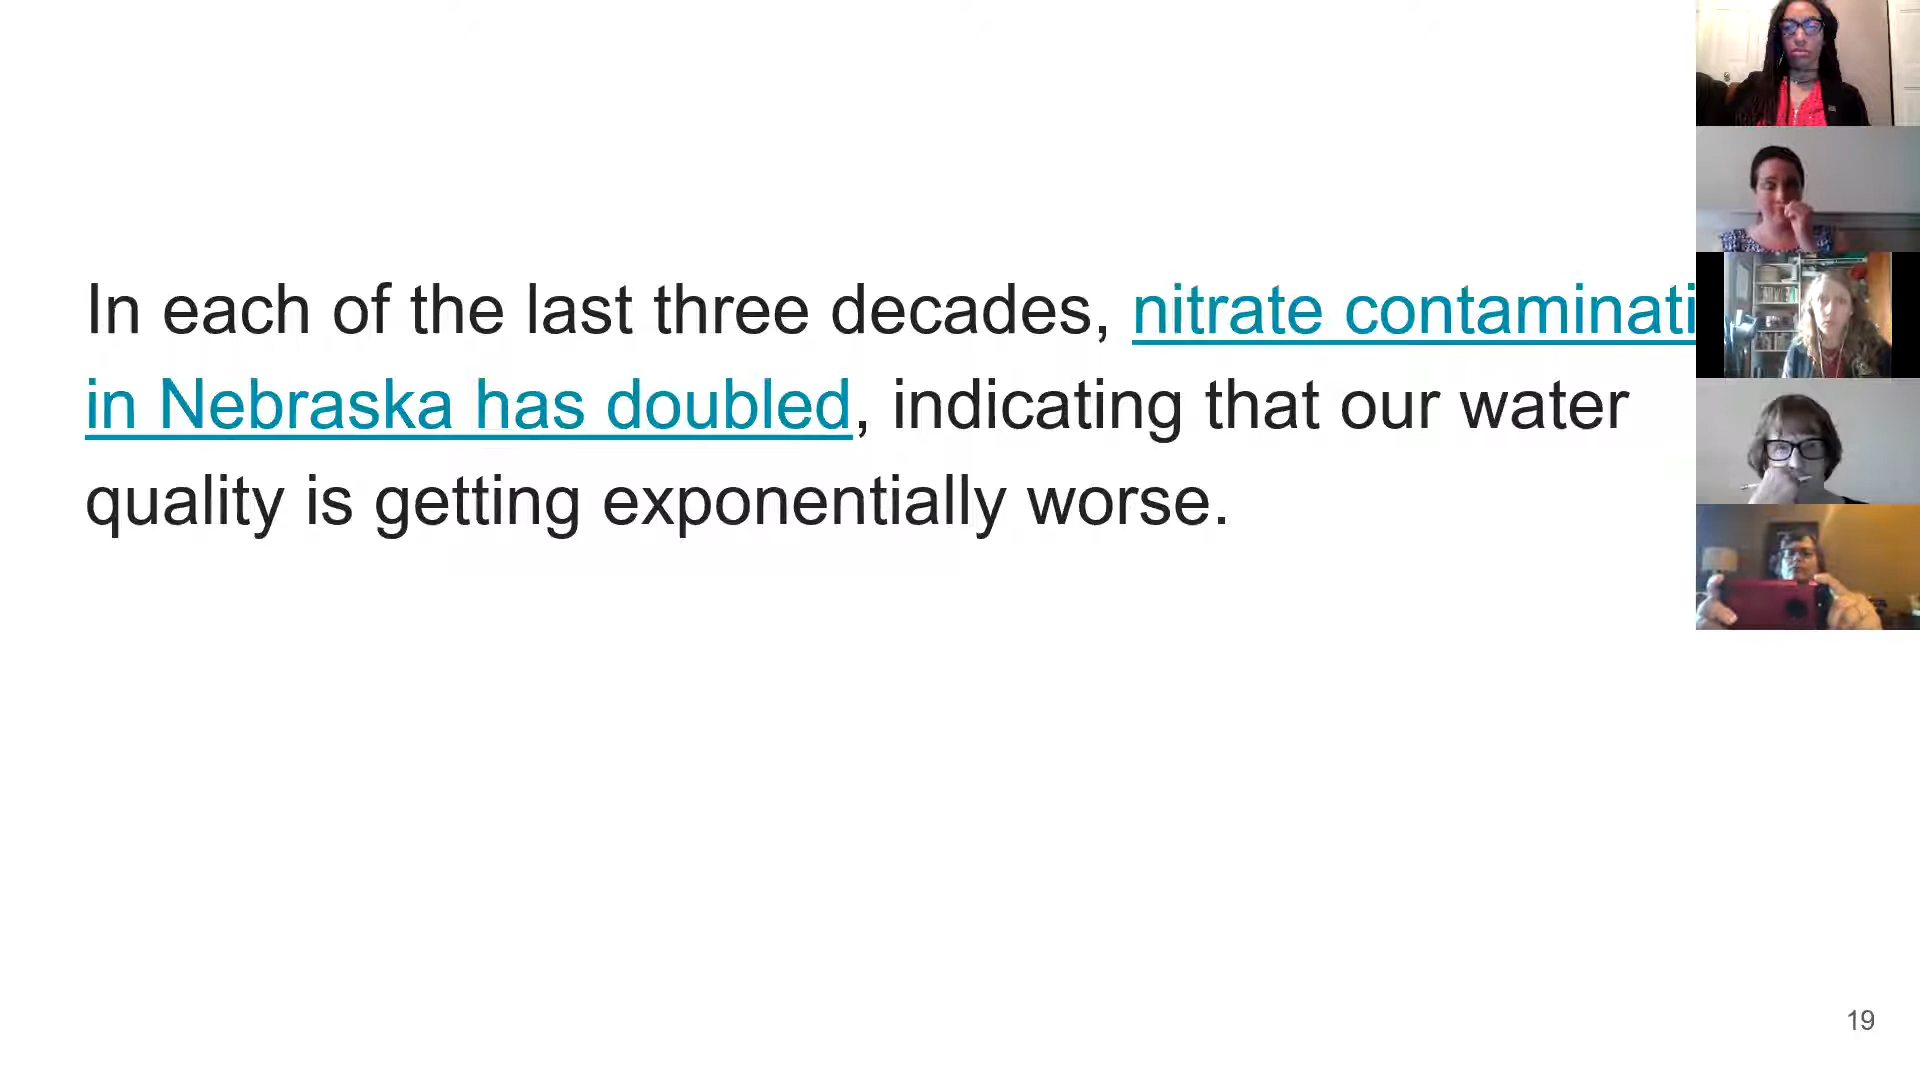 In each of the last three decades, nitrate contaminati
in Nebraska has doubled, indicating that our water
quality is getting exponentially worse.
19